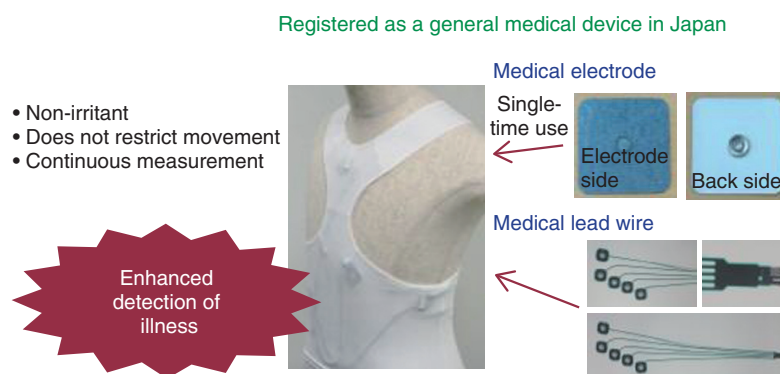 Registered as a general medical device in Japan
Medical electrode
• Non-irritant
• Does not restrict movement
• Continuous measurement
Single-
time use
Electrode
side
Back side
Medical lead wire
Enhanced
detection of
illness